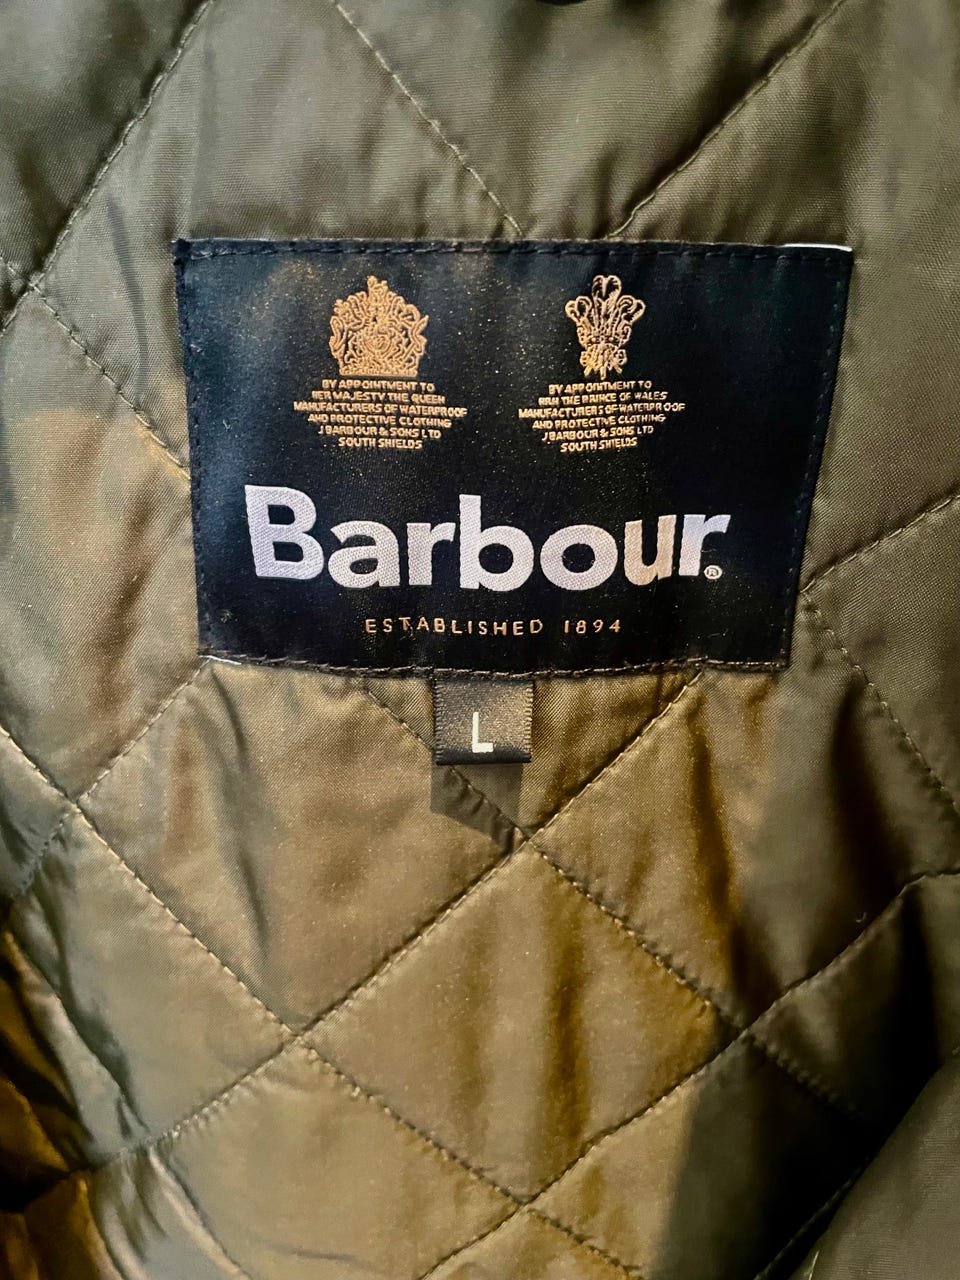 BY APPOINTMENT TO
HER MAJESTY THE QUEEN
MANUFACTURERS OF WATERPROOF
AND PROTECTIVE CLOTHING
J BARBOUR & SONS LTD
SOUTH SHIELDS
BY APPOINTMENT TO
HRH THE PRINCE OF WALES
MANUFACTURERS OF WATERPROOF
AND PROTECTIVE CLOTHING
J BARBOUR & SONS LTD
SOUTH SHIELDS
Barbour®
ESTABLISHED 1894
L